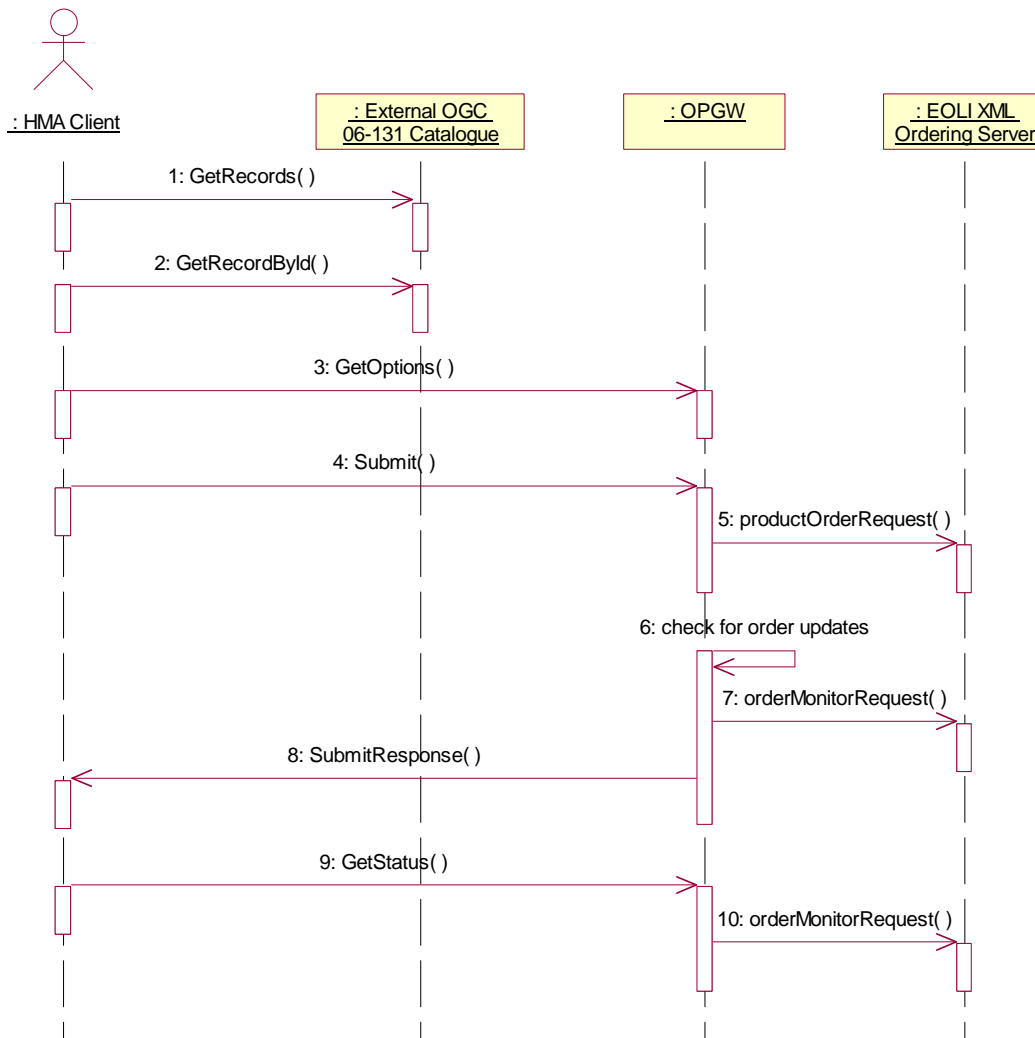 : HMA Client
: External OGC
06-131 Catalogue
: OPGW
: EOLI XML
Ordering Server
1: GetRecords( )
2: GetRecordById( )
3: GetOptions( )
4: Submit( )
5: productOrderRequest( )
6: check for order updates
7: orderMonitorRequest( )
8: SubmitResponse( )
9: GetStatus( )
10: orderMonitorRequest( )